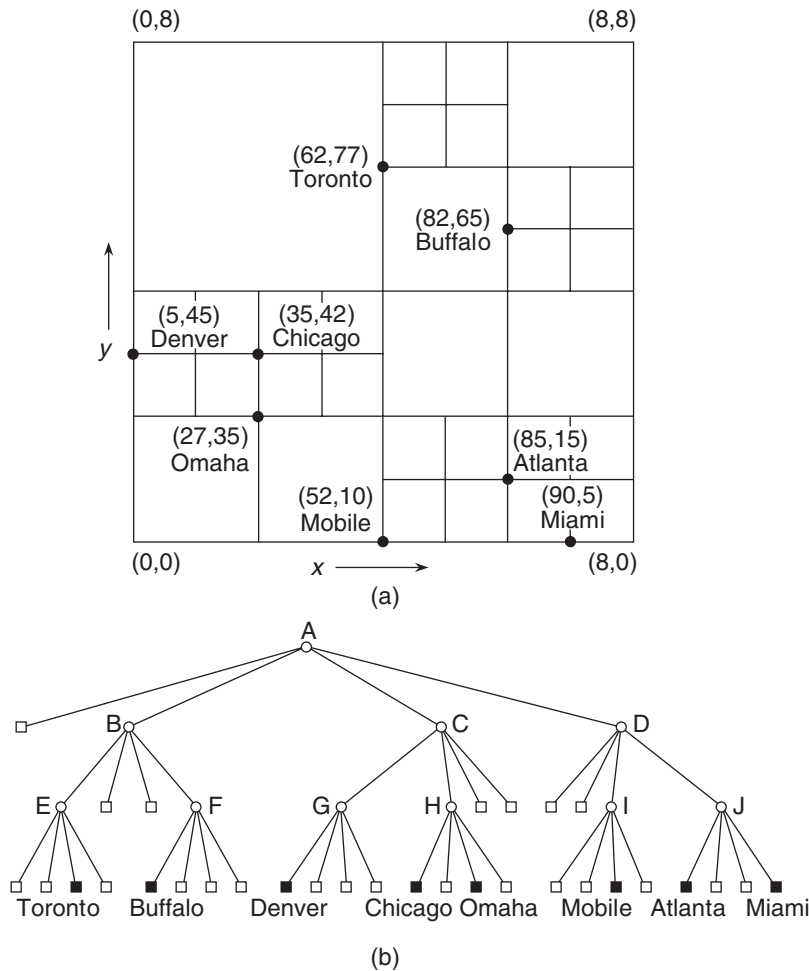 (0,8) (8,8)
(62,77)
Toronto
(82,65)
Buffalo
(5,45) (35,42)
Denver Chicago
y
(27,35) (85,15)
Omaha Atlanta
(52,10) (90,5)
Mobile Miami
(0,0) x (8,0)
(a)
A
B C D
E F G H I J
Toronto Buffalo Denver Chicago Omaha Mobile Atlanta Miami
(b)